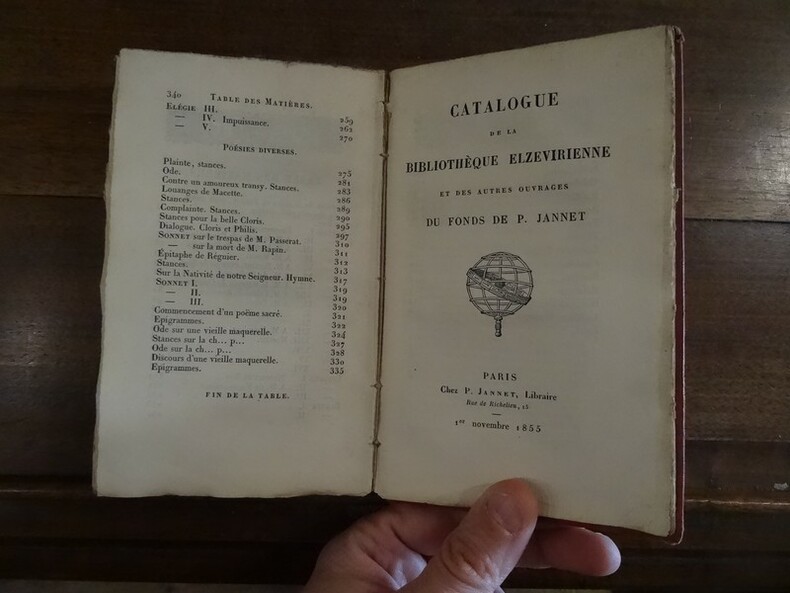 340 TABLE DES MATIÈRES.
ELÉGIE III. 259
— IV. Impuissance. 262
— V. 270
POÉSIES DIVERSES.
Plainte, stances. 275
Ode. 281
Contre un amoureux transy. Stances. 283
Louanges de Macette. 286
Stances. 289
Complainte. Stances. 290
Stances pour la belle Cloris. 295
Dialogue. Cloris et Philis. 297
SONNET sur le trespas de M. Passerat. 310
— sur la mort de M. Rapin. 311
Épitaphe de Régnier. 312
Stances. 313
Sur la Nativité de notre Seigneur. Hymne. 317
SONNET I. 319
— II. 319
— III. 320
Commencement d'un poëme sacré. 321
Epigrammes. 322
Ode sur une vieille maquerelle. 324
Stances sur la ch... p... 327
Ode sur la ch... p... 328
Discours d'une vieille maquerelle. 330
Epigrammes. 335
FIN DE LA TABLE.
CATALOGUE
DE LA
BIBLIOTHÈQUE ELZEVIRIENNE
ET DES AUTRES OUVRAGES
DU FONDS DE P. JANNET
PARIS
Chez P. JANNET, Libraire
Rue de Richelieu, 15
—
1er novembre 1855